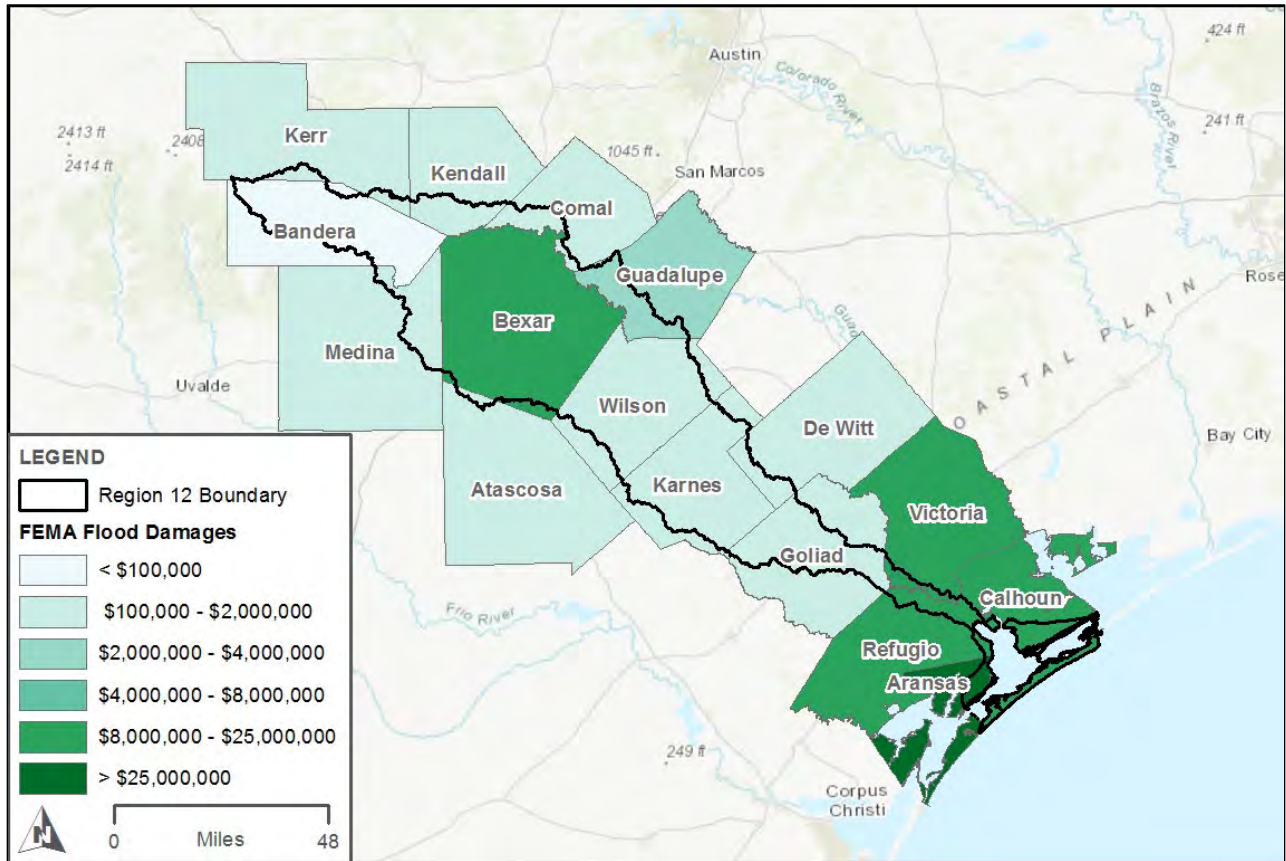 424 ft
Austin
Colorado River
Brazos River
2413 ft
2408
Kerr
241 ft
2414 ft
1045 ft
Kendall
San Marcos
Comal
Bandera
Guadalupe
Rose
Guad
Bexar
COASTAL PLAIN
Medina
Uvalde
Wilson
De Witt
Bay City
LEGEND
Region 12 Boundary
FEMA Flood Damages
< $100,000
$100,000 - $2,000,000
$2,000,000 - $4,000,000
$4,000,000 - $8,000,000
$8,000,000 - $25,000,000
> $25,000,000
N
0 Miles 48
Atascosa
Karnes
Victoria
Goliad
Calhoun
Frio River
Refugio
Aransas
249 ft
Corpus
Christi